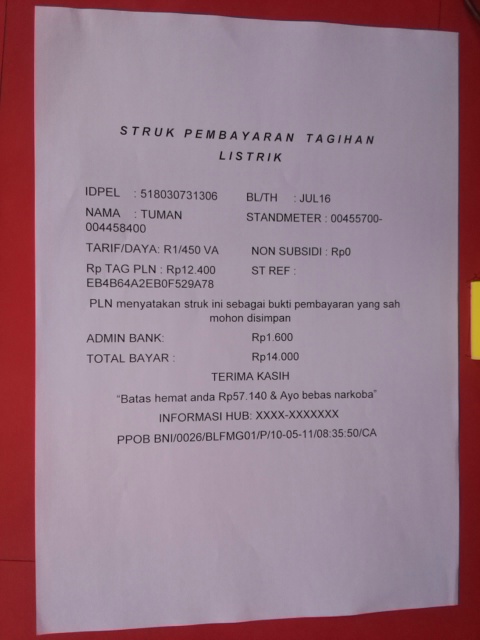 STRUK PEMBAYARAN TAGIHAN
LISTRIK
IDPEL : 518030731306 BL/TH : JUL16
NAMA : TUMAN STANDMETER : 00455700-
004458400
TARIF/DAYA: R1/450 VA NON SUBSIDI : Rp0
Rp TAG PLN : Rp12.400 ST REF :
EB4B64A2EB0F529A78
PLN menyatakan struk ini sebagai bukti pembayaran yang sah
mohon disimpan
ADMIN BANK: Rp1.600
TOTAL BAYAR : Rp14.000
TERIMA KASIH
“Batas hemat anda Rp57.140 & Ayo bebas narkoba”
INFORMASI HUB: XXXX-XXXXXXX
PPOB BNI/0026/BLFMG01/P/10-05-11/08:35:50/CA